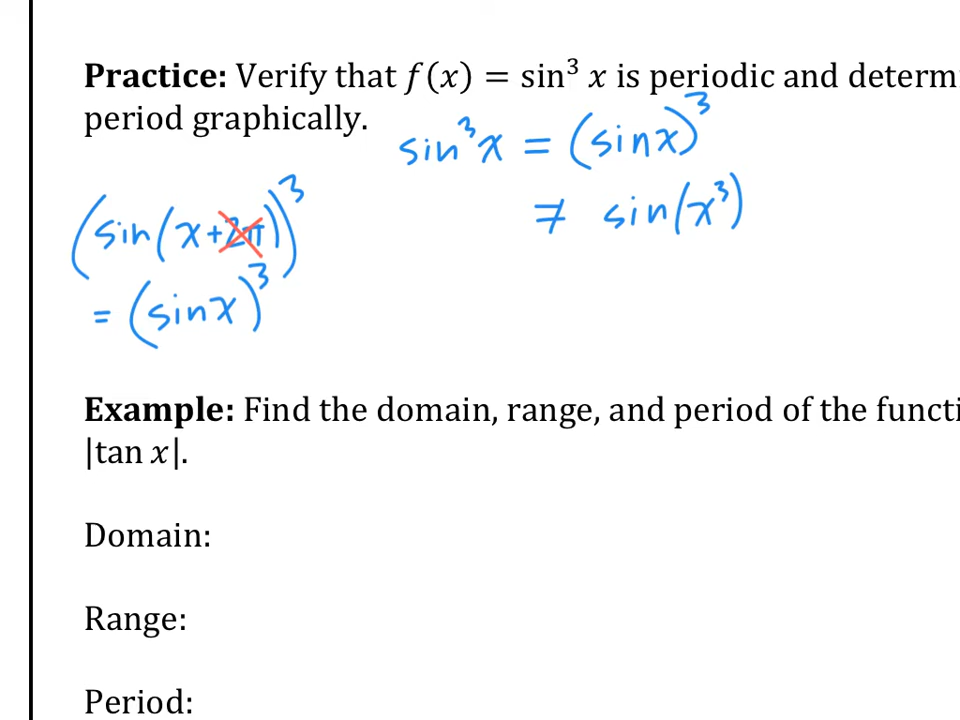 Practice: Verify that f(x) = sin³ x is periodic and determ
period graphically.
sin³x = (sinx)³
≠ sin(x³)
(sin(x+2π))³
= (sinx)³
Example: Find the domain, range, and period of the functi
|tan x|.
Domain:
Range:
Period: